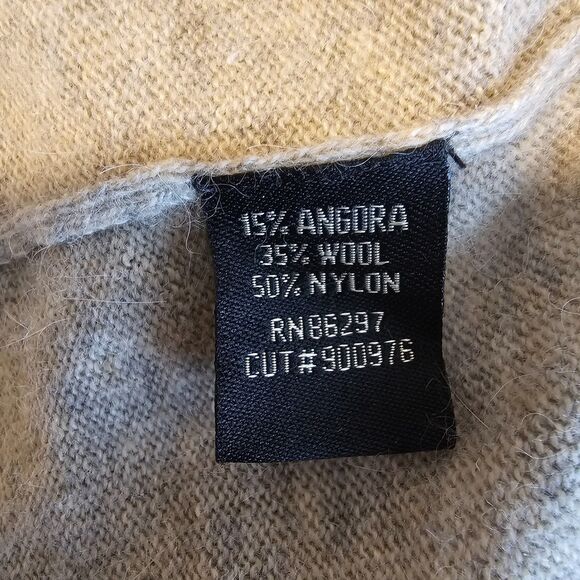 15% ANGORA
35% WOOL
50% NYLON
RN86297
CUT#900976